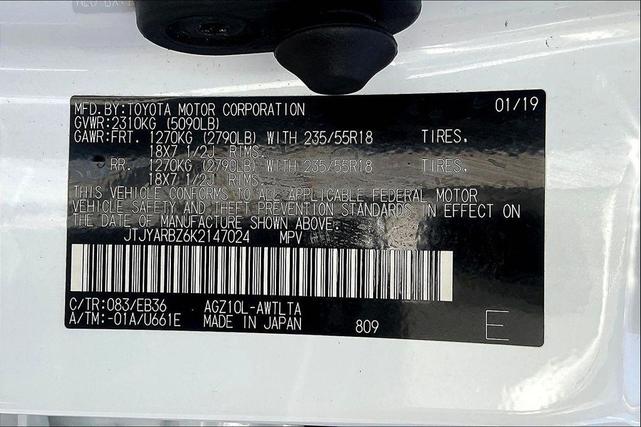 MFD.BY:TOYOTA MOTOR CORPORATION 01/19
GVWR:2310KG (5090LB)
GAWR:FRT. 1270KG (2790LB) WITH 235/55R18 TIRES.
18X7 1/2J RIMS.
RR. 1270KG (2790LB) WITH 235/55R18 TIRES.
18X7 1/2J RIMS.
THIS VEHICLE CONFORMS TO ALL APPLICABLE FEDERAL MOTOR
VEHICLE SAFETY AND THEFT PREVENTION STANDARDS IN EFFECT ON
THE DATE OF MANUFACTURE SHOWN ABOVE.
JTJYARBZ6K2147024 MPV
C/TR:083/EB36 AGZ10L-AWTLTA
A/TM:-01A/U661E MADE IN JAPAN 809 E